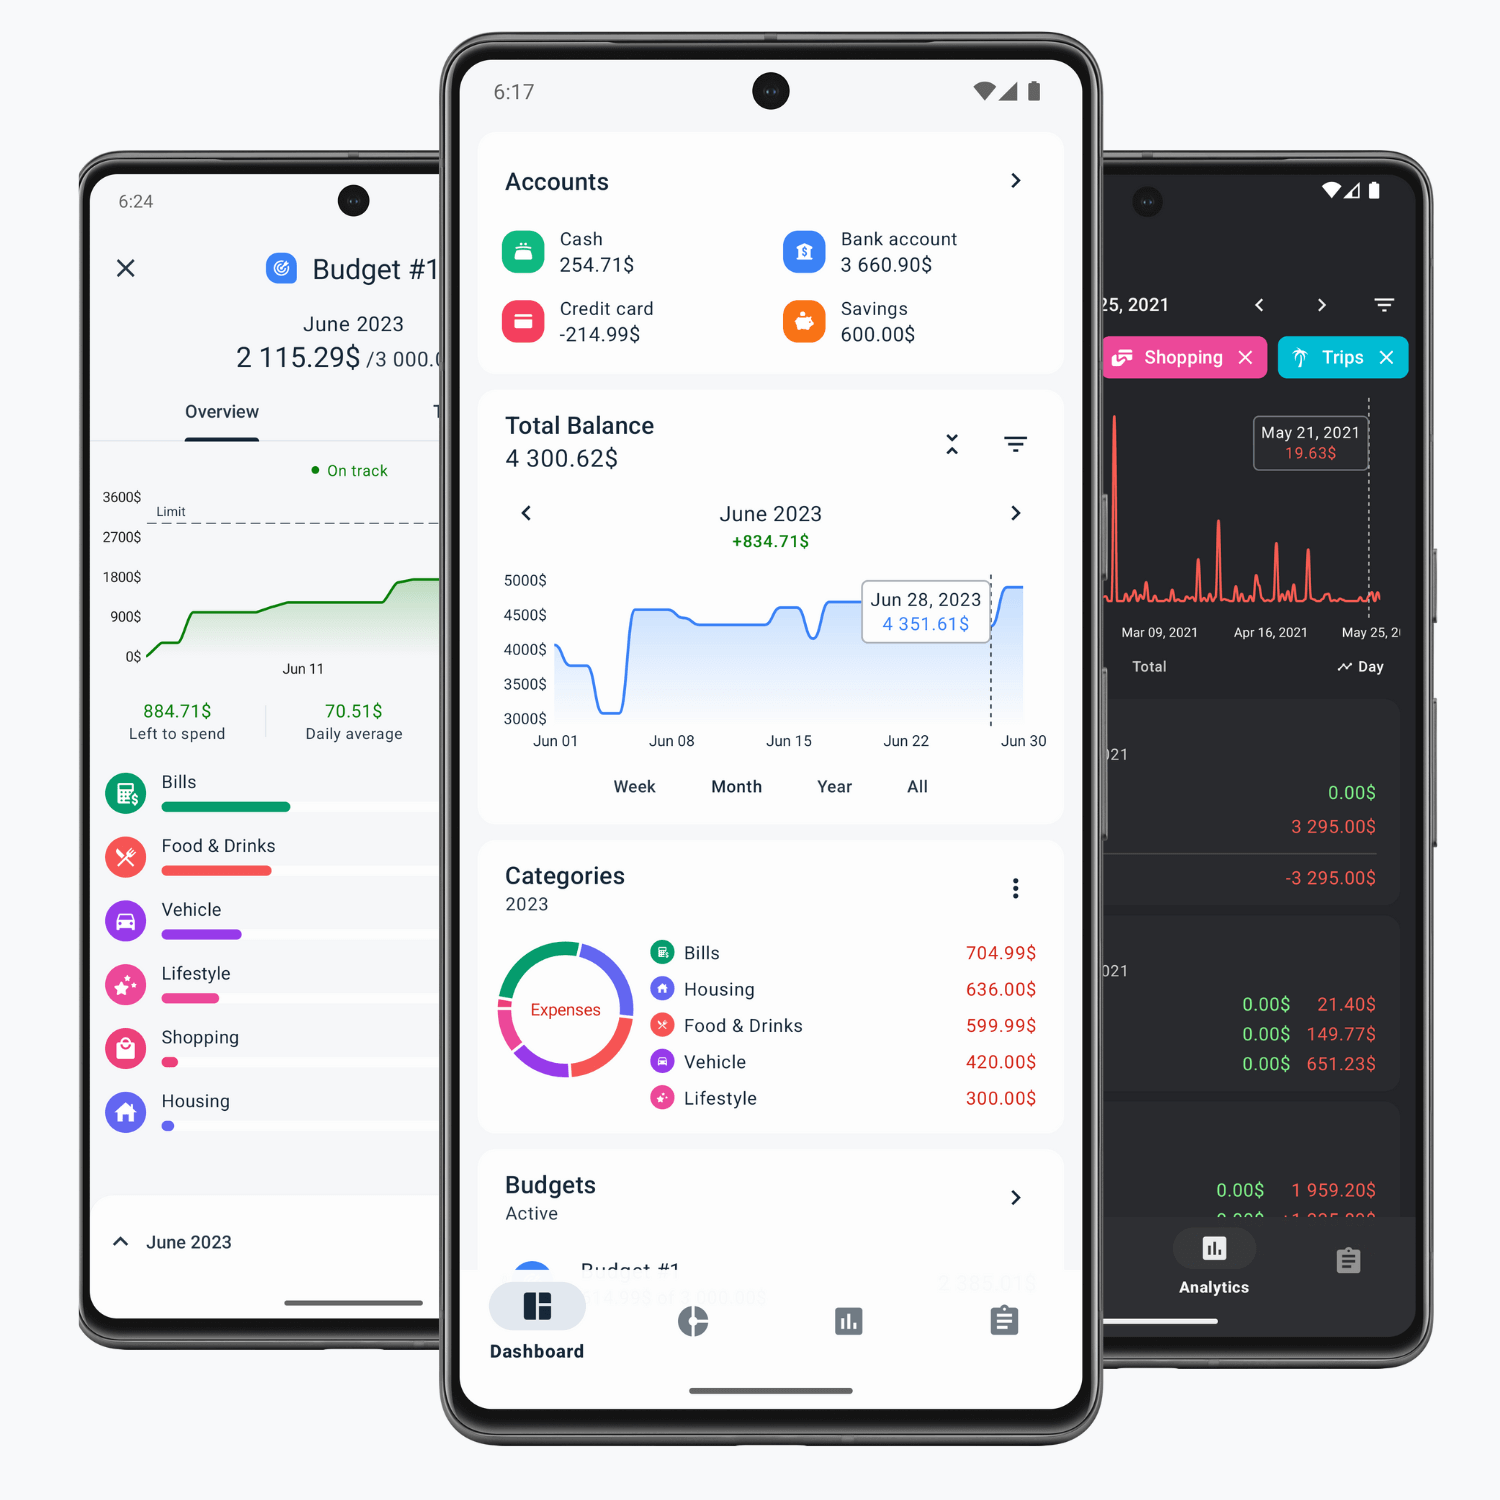 6:24
Budget #1
June 2023
2 115.29$ /3 000.
Overview
On track
3600$
Limit
2700$
1800$
900$
0$
Jun 11
884.71$
Left to spend
70.51$
Daily average
Bills
Food & Drinks
Vehicle
Lifestyle
Shopping
Housing
June 2023
6:17
Accounts
Cash
254.71$
Bank account
3 660.90$
Credit card
-214.99$
Savings
600.00$
Total Balance
4 300.62$
June 2023
+834.71$
5000$
4500$
4000$
3500$
3000$
Jun 28, 2023
4 351.61$
Jun 01 Jun 08 Jun 15 Jun 22 Jun 30
Week Month Year All
Categories
2023
Expenses
Bills 704.99$
Housing 636.00$
Food & Drinks 599.99$
Vehicle 420.00$
Lifestyle 300.00$
Budgets
Active
Budget #1
Dashboard
25, 2021
Shopping
Trips
May 21, 2021
19.63$
Mar 09, 2021 Apr 16, 2021 May 25, 2
Total Day
21
0.00$
3 295.00$
-3 295.00$
021
0.00$ 21.40$
0.00$ 149.77$
0.00$ 651.23$
0.00$ 1 959.20$
Analytics